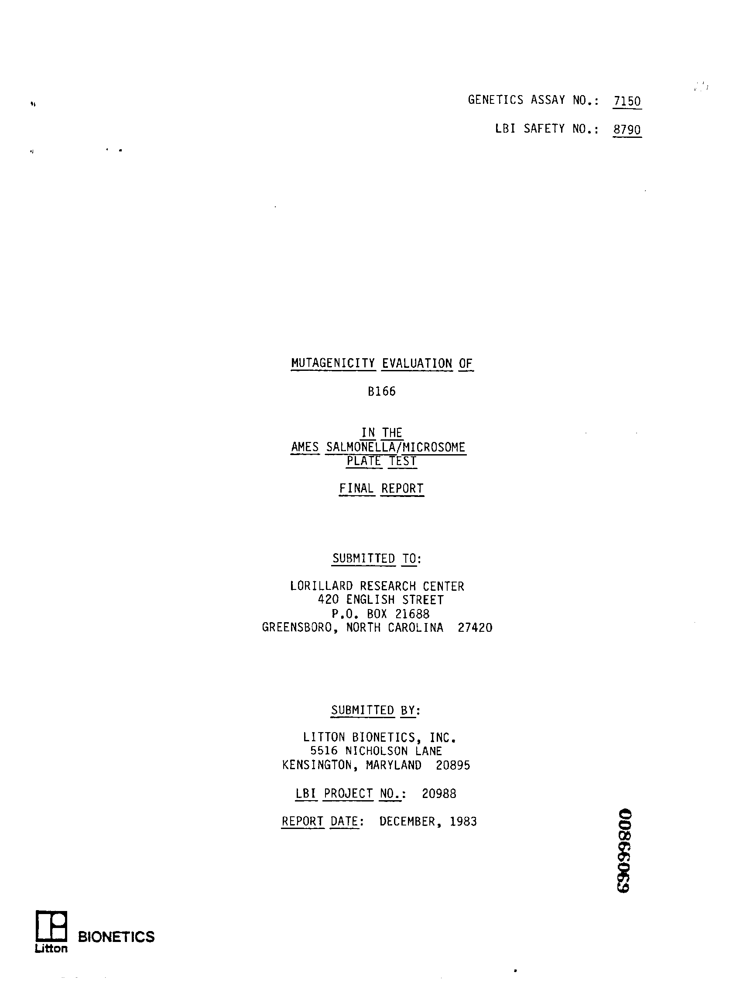 GENETICS ASSAY NO.: 7150
LBI SAFETY NO.: 8790
MUTAGENICITY EVALUATION OF
B166
IN THE
AMES SALMONELLA/MICROSOME
PLATE TEST
FINAL REPORT
SUBMITTED TO:
LORILLARD RESEARCH CENTER
420 ENGLISH STREET
P.O. BOX 21688
GREENSBORO, NORTH CAROLINA 27420
SUBMITTED BY:
LITTON BIONETICS, INC.
5516 NICHOLSON LANE
KENSINGTON, MARYLAND 20895
LBI PROJECT NO.: 20988
REPORT DATE: DECEMBER, 1983
00866069
BIONETICS
Litton